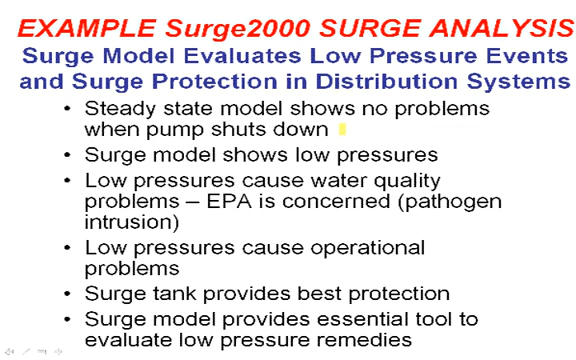 EXAMPLE Surge2000 SURGE ANALYSIS
Surge Model Evaluates Low Pressure Events
and Surge Protection in Distribution Systems
• Steady state model shows no problems
when pump shuts down
• Surge model shows low pressures
• Low pressures cause water quality
problems – EPA is concerned (pathogen
intrusion)
• Low pressures cause operational
problems
• Surge tank provides best protection
• Surge model provides essential tool to
evaluate low pressure remedies